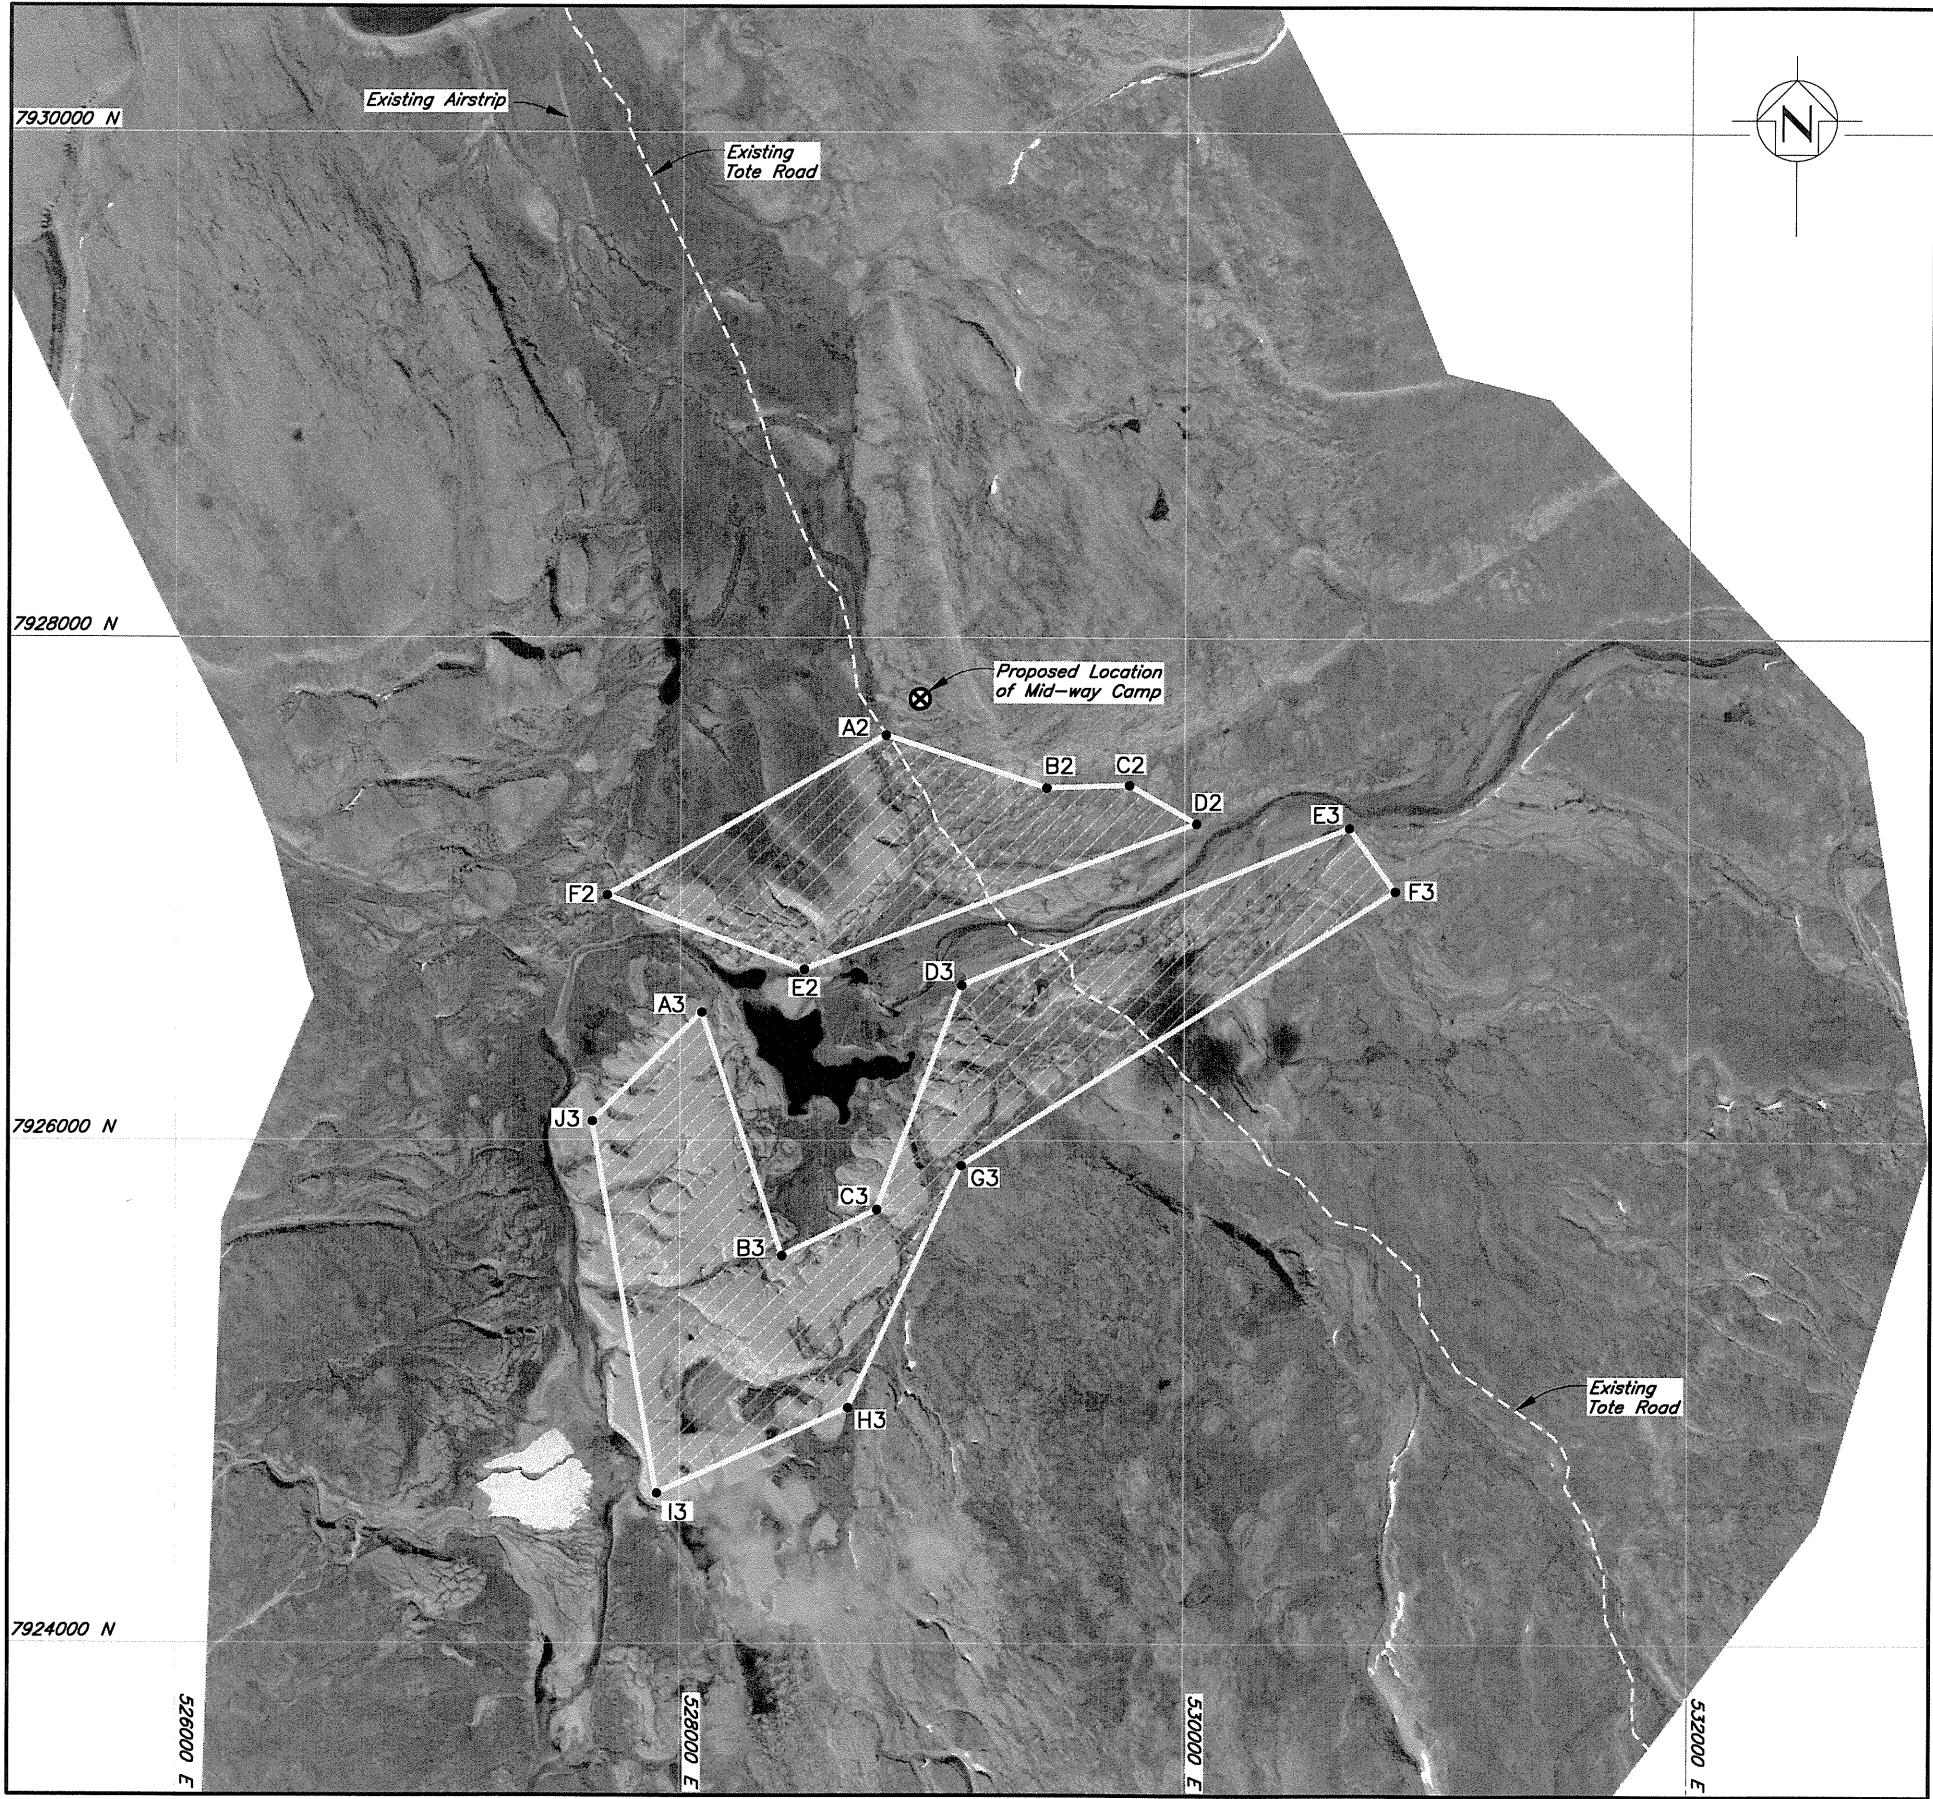 N
Existing Airstrip
7930000 N
Existing
Tote Road
7928000 N
Proposed Location
of Mid-way Camp
A2
B2
C2
D2
E3
F2
F3
D3
E2
A3
J3
7926000 N
G3
C3
B3
Existing
Tote Road
H3
I3
7924000 N
526000 E
528000 E
530000 E
532000 E